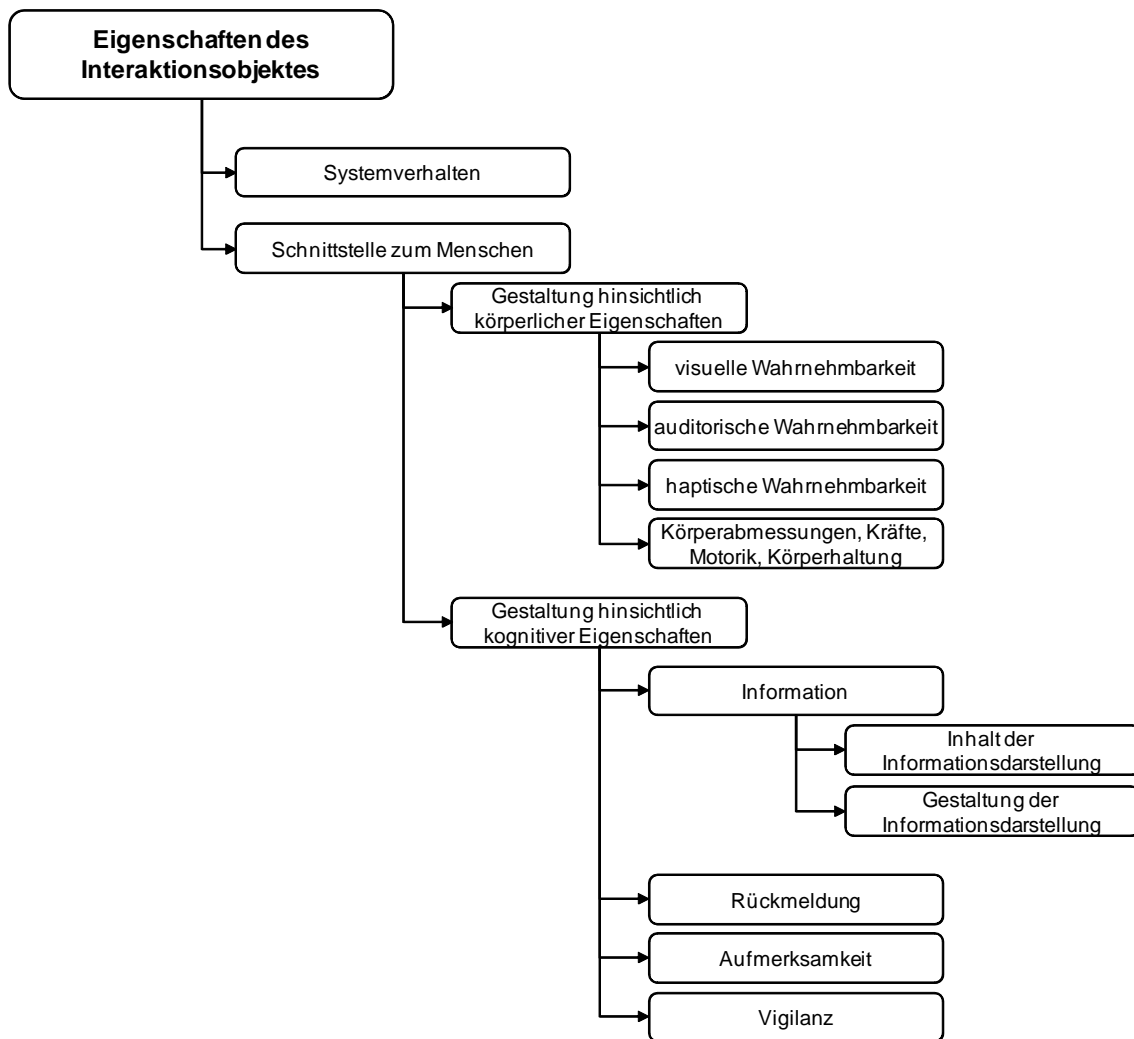 Eigenschaften des
Interaktionsobjektes
Systemverhalten
Schnittstelle zum Menschen
Gestaltung hinsichtlich
körperlicher Eigenschaften
visuelle Wahrnehmbarkeit
auditorische Wahrnehmbarkeit
haptische Wahrnehmbarkeit
Körperabmessungen, Kräfte,
Motorik, Körperhaltung
Gestaltung hinsichtlich
kognitiver Eigenschaften
Information
Inhalt der
Informationsdarstellung
Gestaltung der
Informationsdarstellung
Rückmeldung
Aufmerksamkeit
Vigilanz